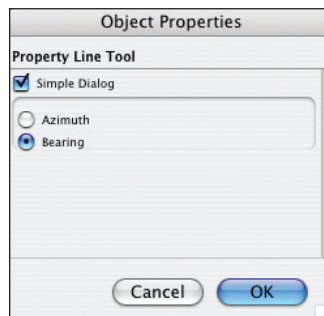 Object Properties
Property Line Tool
Simple Dialog
Azimuth
Bearing
Cancel OK